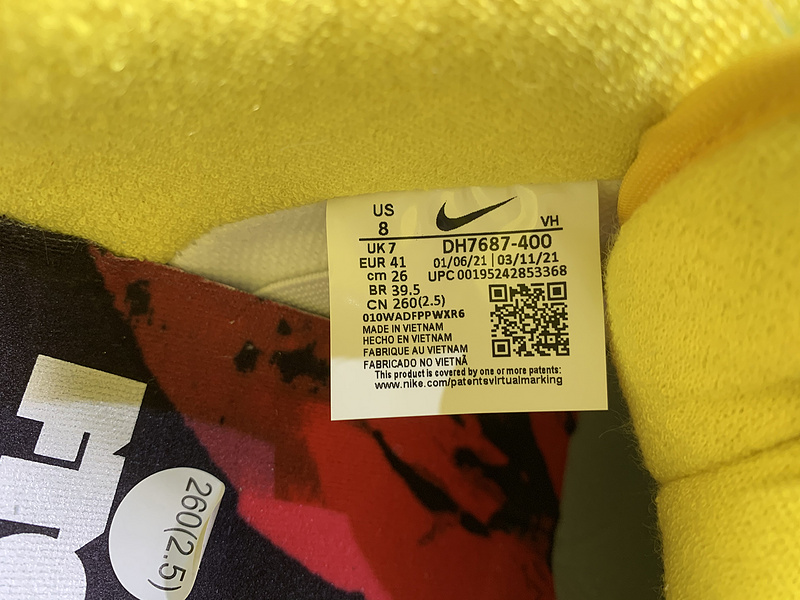 US
8
VH
UK 7
DH7687-400
EUR 41
01/06/21 | 03/11/21
cm 26
UPC 00195242853368
BR 39.5
CN 260(2.5)
010WADFPPWXR6
MADE IN VIETNAM
HECHO EN VIETNAM
FABRIQUE AU VIETNAM
FABRICADO NO VIETNÃ
This product is covered by one or more patents:
www.nike.com/patentsvirtualmarking
260(2.5)